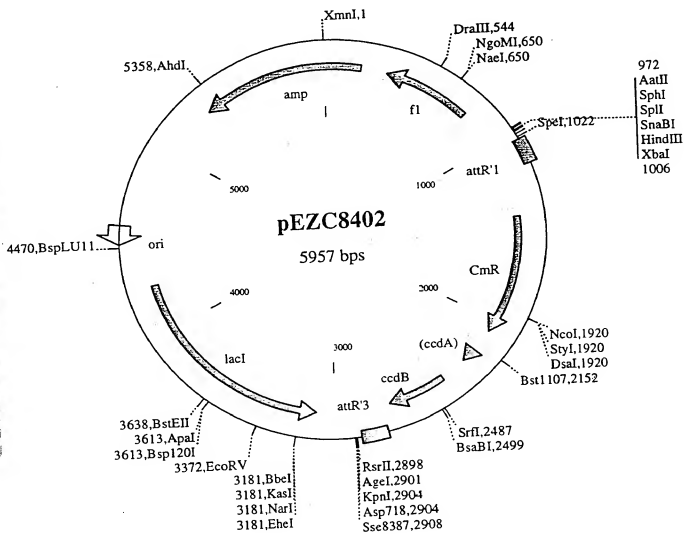 XmnI,1
DraIII,544
NgoMI,650
NaeI,650
972
AatII
SphI
SplI
SnaBI
HindIII
XbaI
1006
SpeI,1022
5358,AhdI
amp
f1
attR'1
1000
5000
pEZC8402
5957 bps
4470,BspLU11
ori
CmR
4000
2000
NcoI,1920
StyI,1920
DsaI,1920
Bst1107,2152
(ccdA)
lacI
3000
ccdB
attR'3
SrfI,2487
BsaBI,2499
3638,BstEII
3613,ApaI
3613,Bsp120I
3372,EcoRV
3181,BbeI
3181,KasI
3181,NarI
3181,EheI
RsrII,2898
AgeI,2901
KpnI,2904
Asp718,2904
Sse8387,2908